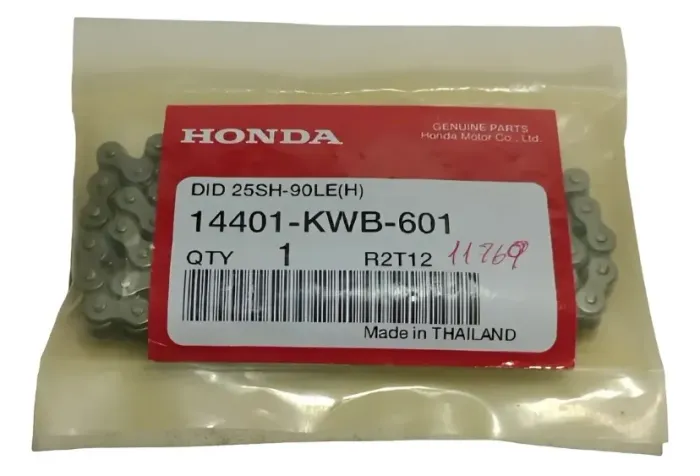 HONDA
GENUINE PARTS
Honda Motor Co., Ltd.
DID 25SH-90LE(H)
14401-KWB-601
QTY 1 R2T12 11769
Made in THAILAND